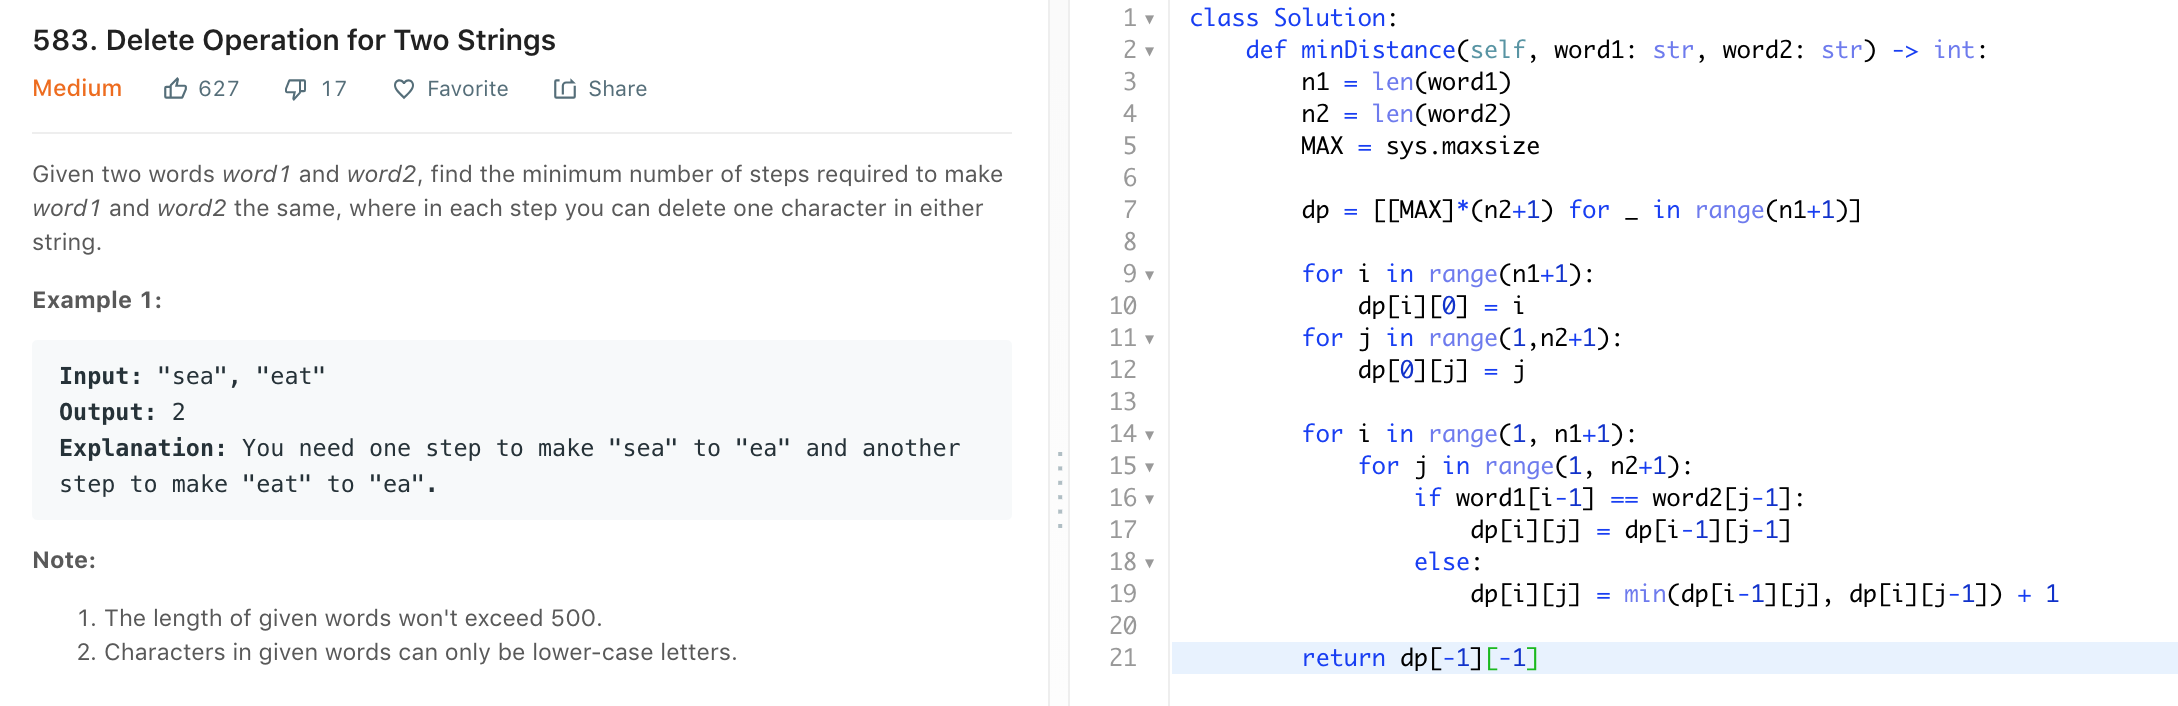 583. Delete Operation for Two Strings
Medium 627 17 Favorite Share
Given two words word1 and word2, find the minimum number of steps required to make
word1 and word2 the same, where in each step you can delete one character in either
string.
Example 1:
Input: "sea", "eat"
Output: 2
Explanation: You need one step to make "sea" to "ea" and another
step to make "eat" to "ea".
Note:
1. The length of given words won't exceed 500.
2. Characters in given words can only be lower-case letters.
1 class Solution:
2     def minDistance(self, word1: str, word2: str) -> int:
3         n1 = len(word1)
4         n2 = len(word2)
5         MAX = sys.maxsize
6
7         dp = [[MAX]*(n2+1) for _ in range(n1+1)]
8
9         for i in range(n1+1):
10             dp[i][0] = i
11         for j in range(1,n2+1):
12             dp[0][j] = j
13
14         for i in range(1, n1+1):
15             for j in range(1, n2+1):
16                 if word1[i-1] == word2[j-1]:
17                     dp[i][j] = dp[i-1][j-1]
18                 else:
19                     dp[i][j] = min(dp[i-1][j], dp[i][j-1]) + 1
20
21         return dp[-1][-1]